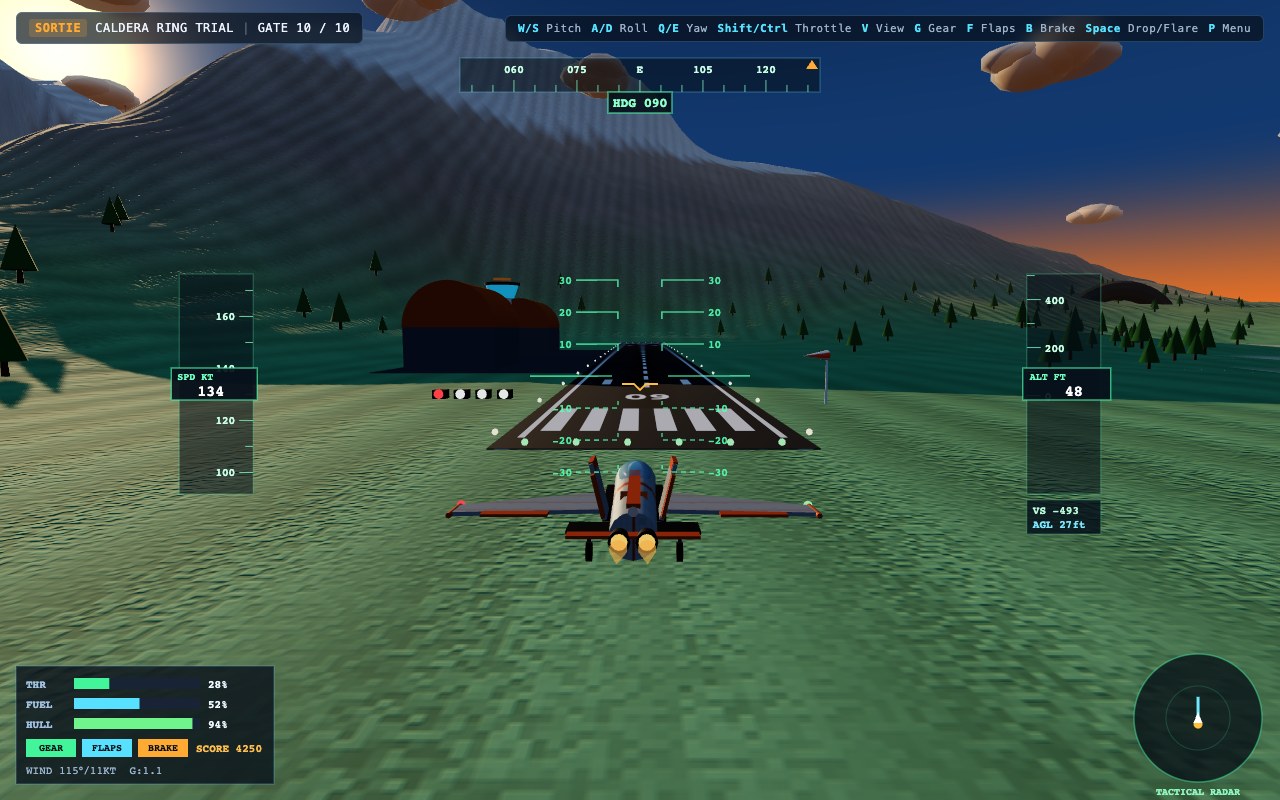 SORTIE CALDERA RING TRIAL | GATE 10 / 10
W/S Pitch A/D Roll Q/E Yaw Shift/Ctrl Throttle V View G Gear F Flaps B Brake Space Drop/Flare P Menu
060 075 E 105 120
HDG 090
30 30
20 20
10 10
-10 -10
-20 -20
-30 -30
09
160
140
SPD KT
134
120
100
400
200
ALT FT
48
VS -493
AGL 27ft
THR 28%
FUEL 52%
HULL 94%
GEAR FLAPS BRAKE SCORE 4250
WIND 115°/11KT G:1.1
TACTICAL RADAR